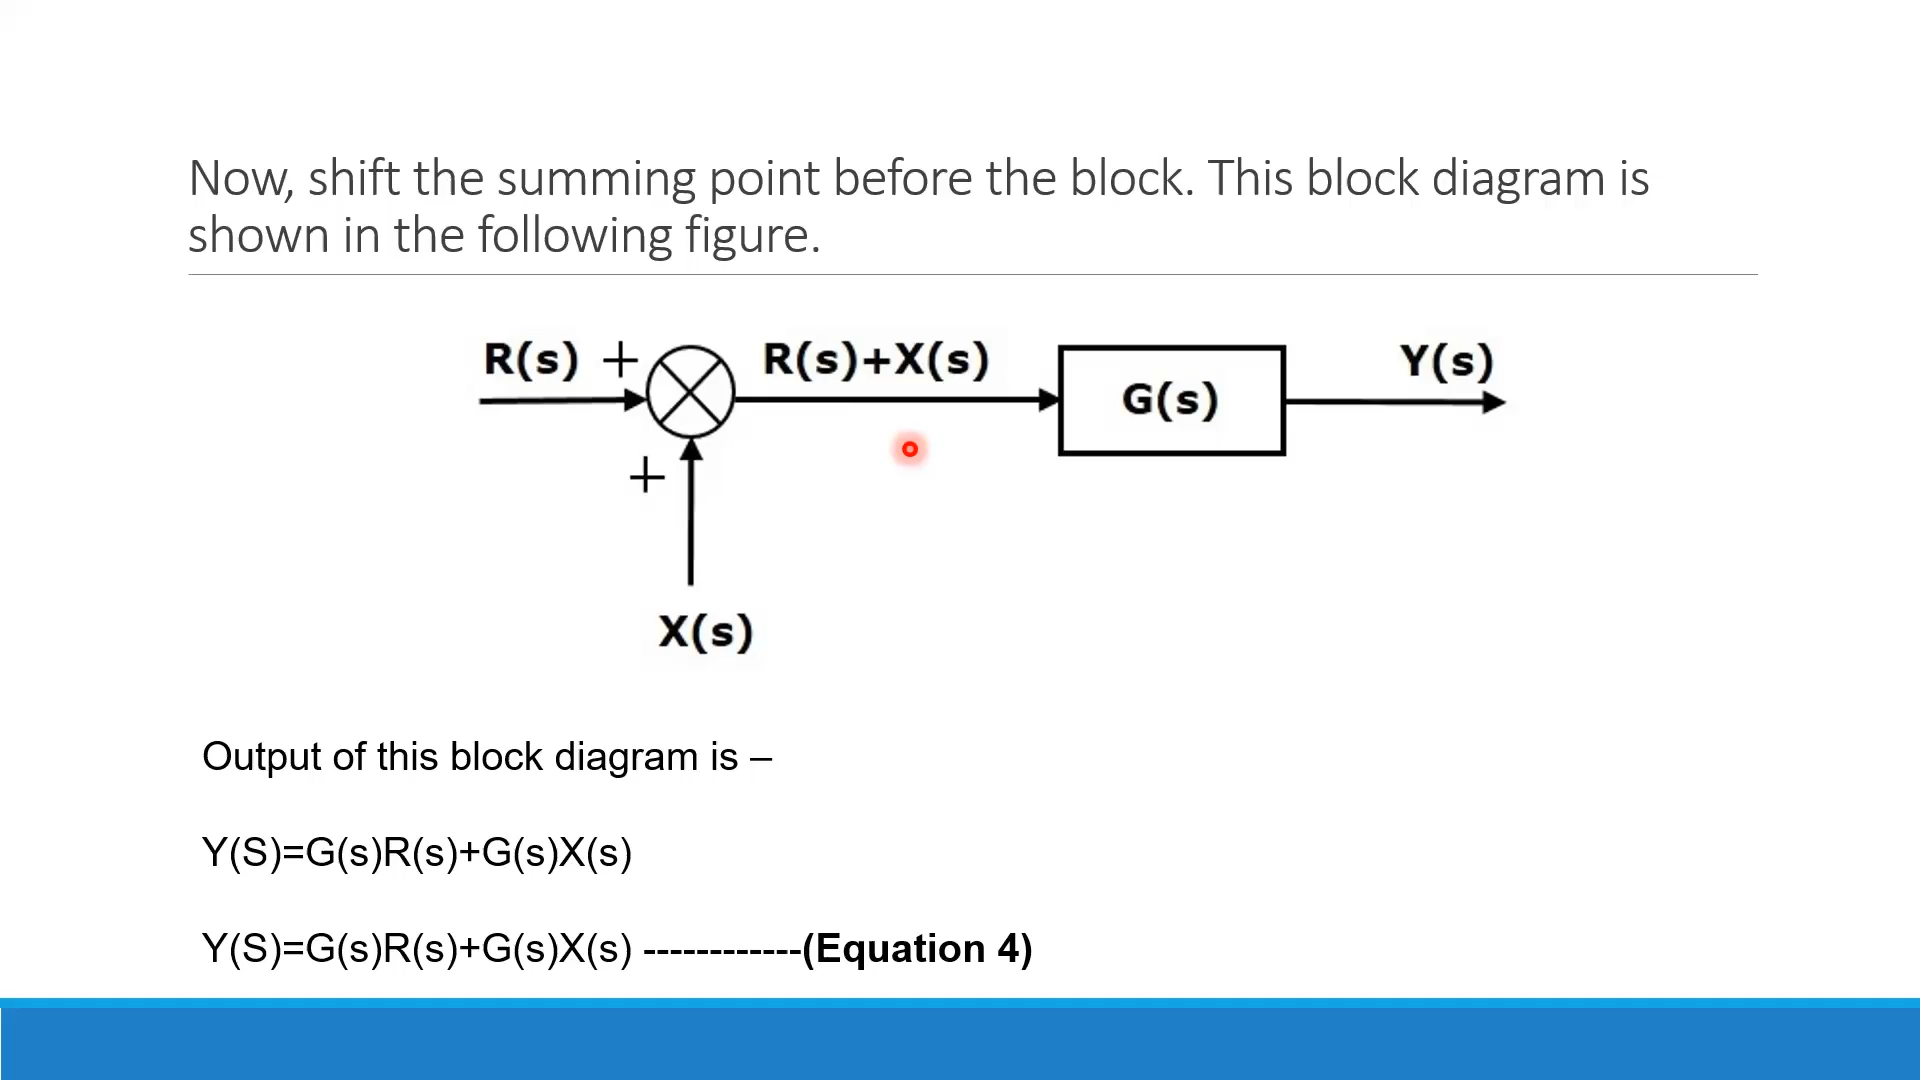 Now, shift the summing point before the block. This block diagram is
shown in the following figure.
R(s) +
R(s)+X(s)
G(s)
Y(s)
+
X(s)
Output of this block diagram is –
Y(S)=G(s)R(s)+G(s)X(s)
Y(S)=G(s)R(s)+G(s)X(s) ------------(Equation 4)